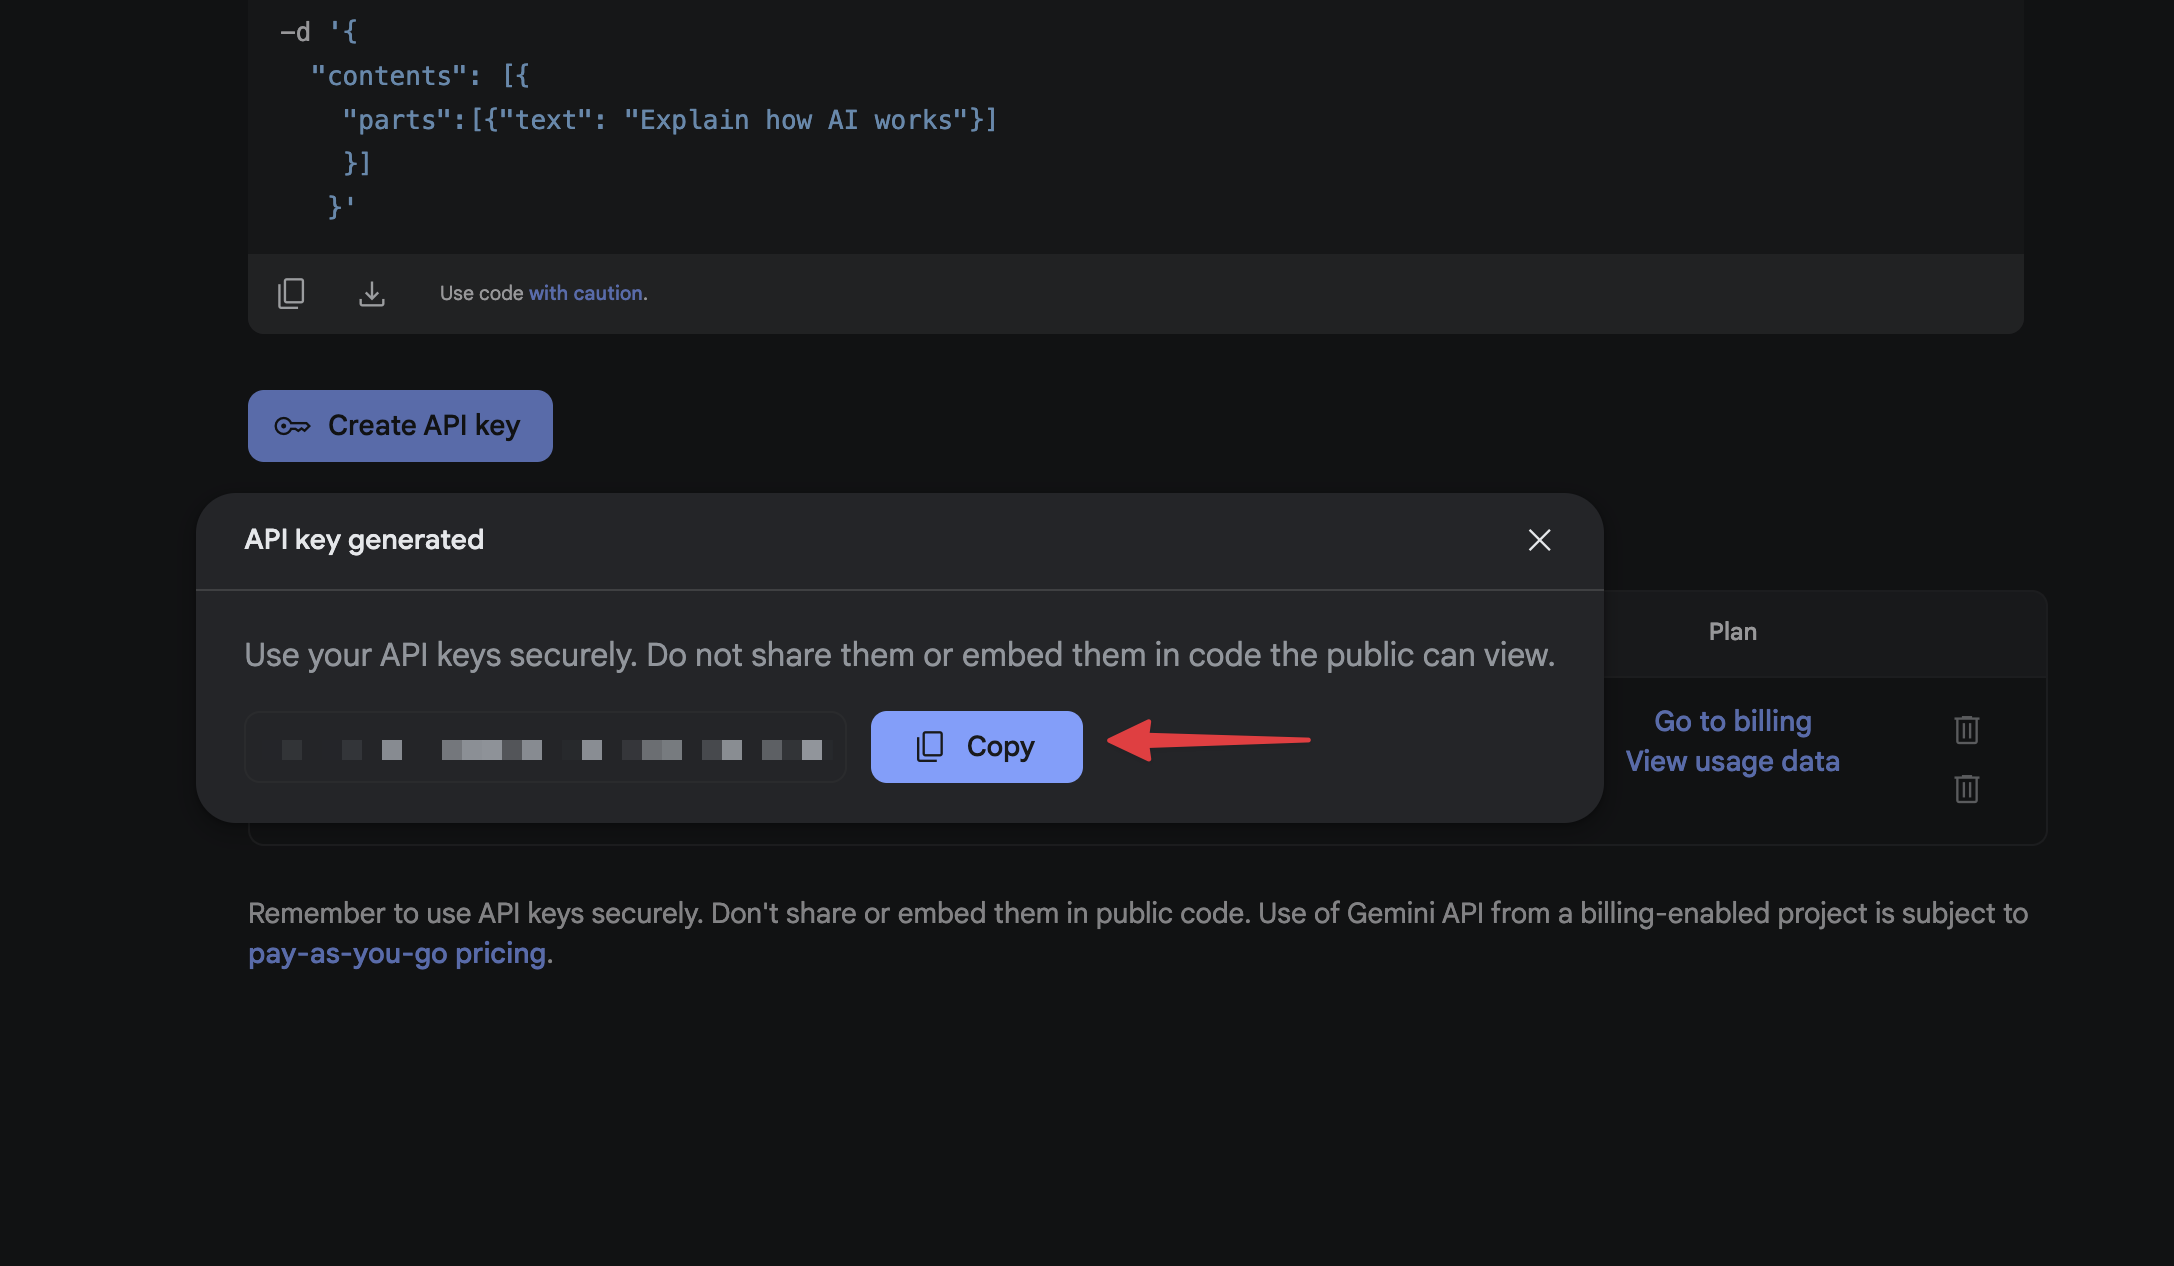 -d '{
"contents": [{
"parts":[{"text": "Explain how AI works"}]
}]
}'
Use code with caution.
Create API key
API key generated
Use your API keys securely. Do not share them or embed them in code the public can view.
Copy
Plan
Go to billing
View usage data
Remember to use API keys securely. Don't share or embed them in public code. Use of Gemini API from a billing-enabled project is subject to
pay-as-you-go pricing.